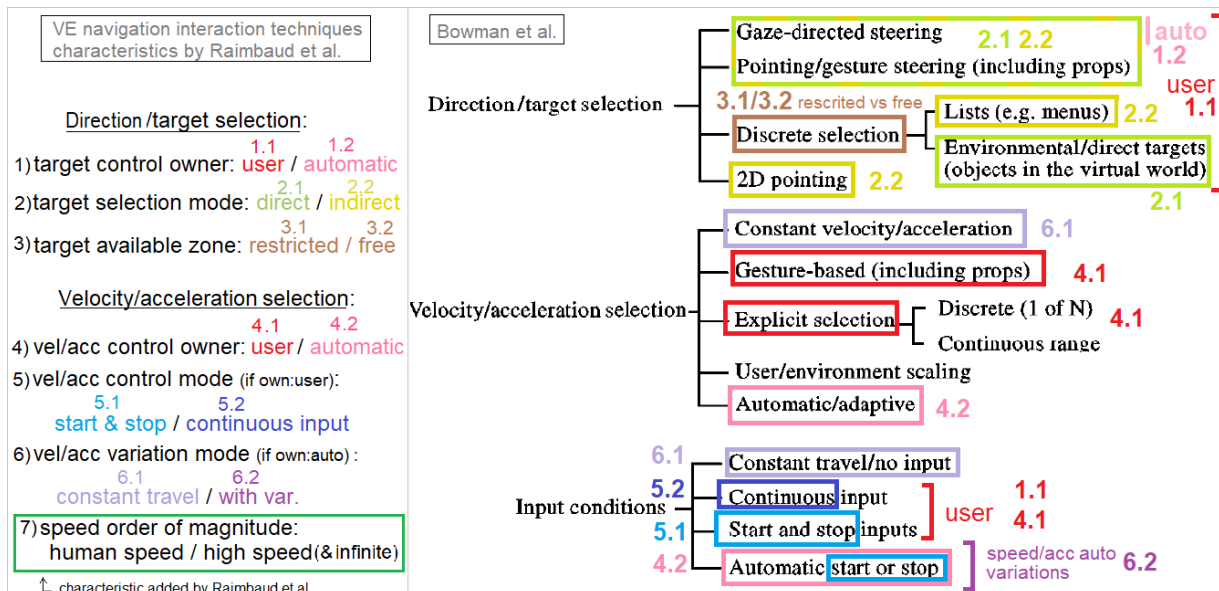 VE navigation interaction techniques
characteristics by Raimbaud et al.
Direction/target selection:
1.1 1.2
1) target control owner: user / automatic
2.1 2.2
2) target selection mode: direct / indirect
3.1 3.2
3) target available zone: restricted / free
Velocity/acceleration selection:
4.1 4.2
4) vel/acc control owner: user / automatic
5) vel/acc control mode (if own:user):
5.1 5.2
start & stop / continuous input
6) vel/acc variation mode (if own:auto) :
6.1 6.2
constant travel / with var.
7) speed order of magnitude:
human speed / high speed (& infinite)
characteristic added by Raimbaud et al.
Bowman et al.
Direction/target selection
Gaze-directed steering 2.1 2.2
Pointing/gesture steering (including props)
auto
1.2
user
1.1
3.1/3.2 rescrited vs free
Discrete selection
Lists (e.g. menus) 2.2
Environmental/direct targets
(objects in the virtual world)
2.1
2D pointing 2.2
Velocity/acceleration selection
Constant velocity/acceleration 6.1
Gesture-based (including props) 4.1
Explicit selection
Discrete (1 of N) 4.1
Continuous range
User/environment scaling
Automatic/adaptive 4.2
Input conditions
6.1 Constant travel/no input
5.2 Continuous input
5.1 Start and stop inputs
user 1.1
4.1
4.2 Automatic start or stop
speed/acc auto
variations 6.2